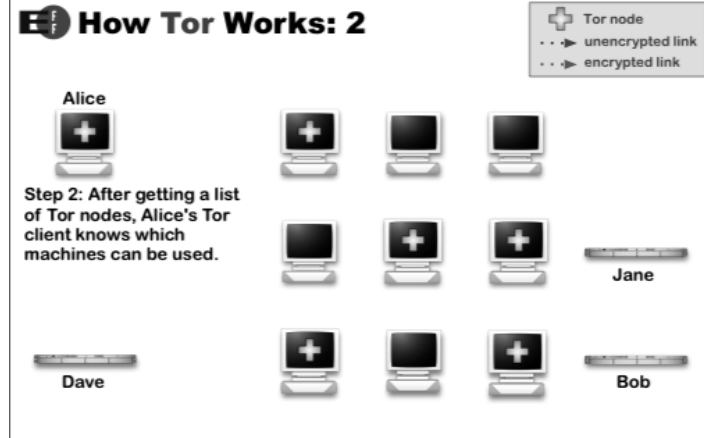 EFF How Tor Works: 2
Tor node
unencrypted link
encrypted link
Alice
Step 2: After getting a list
of Tor nodes, Alice's Tor
client knows which
machines can be used.
Jane
Dave
Bob